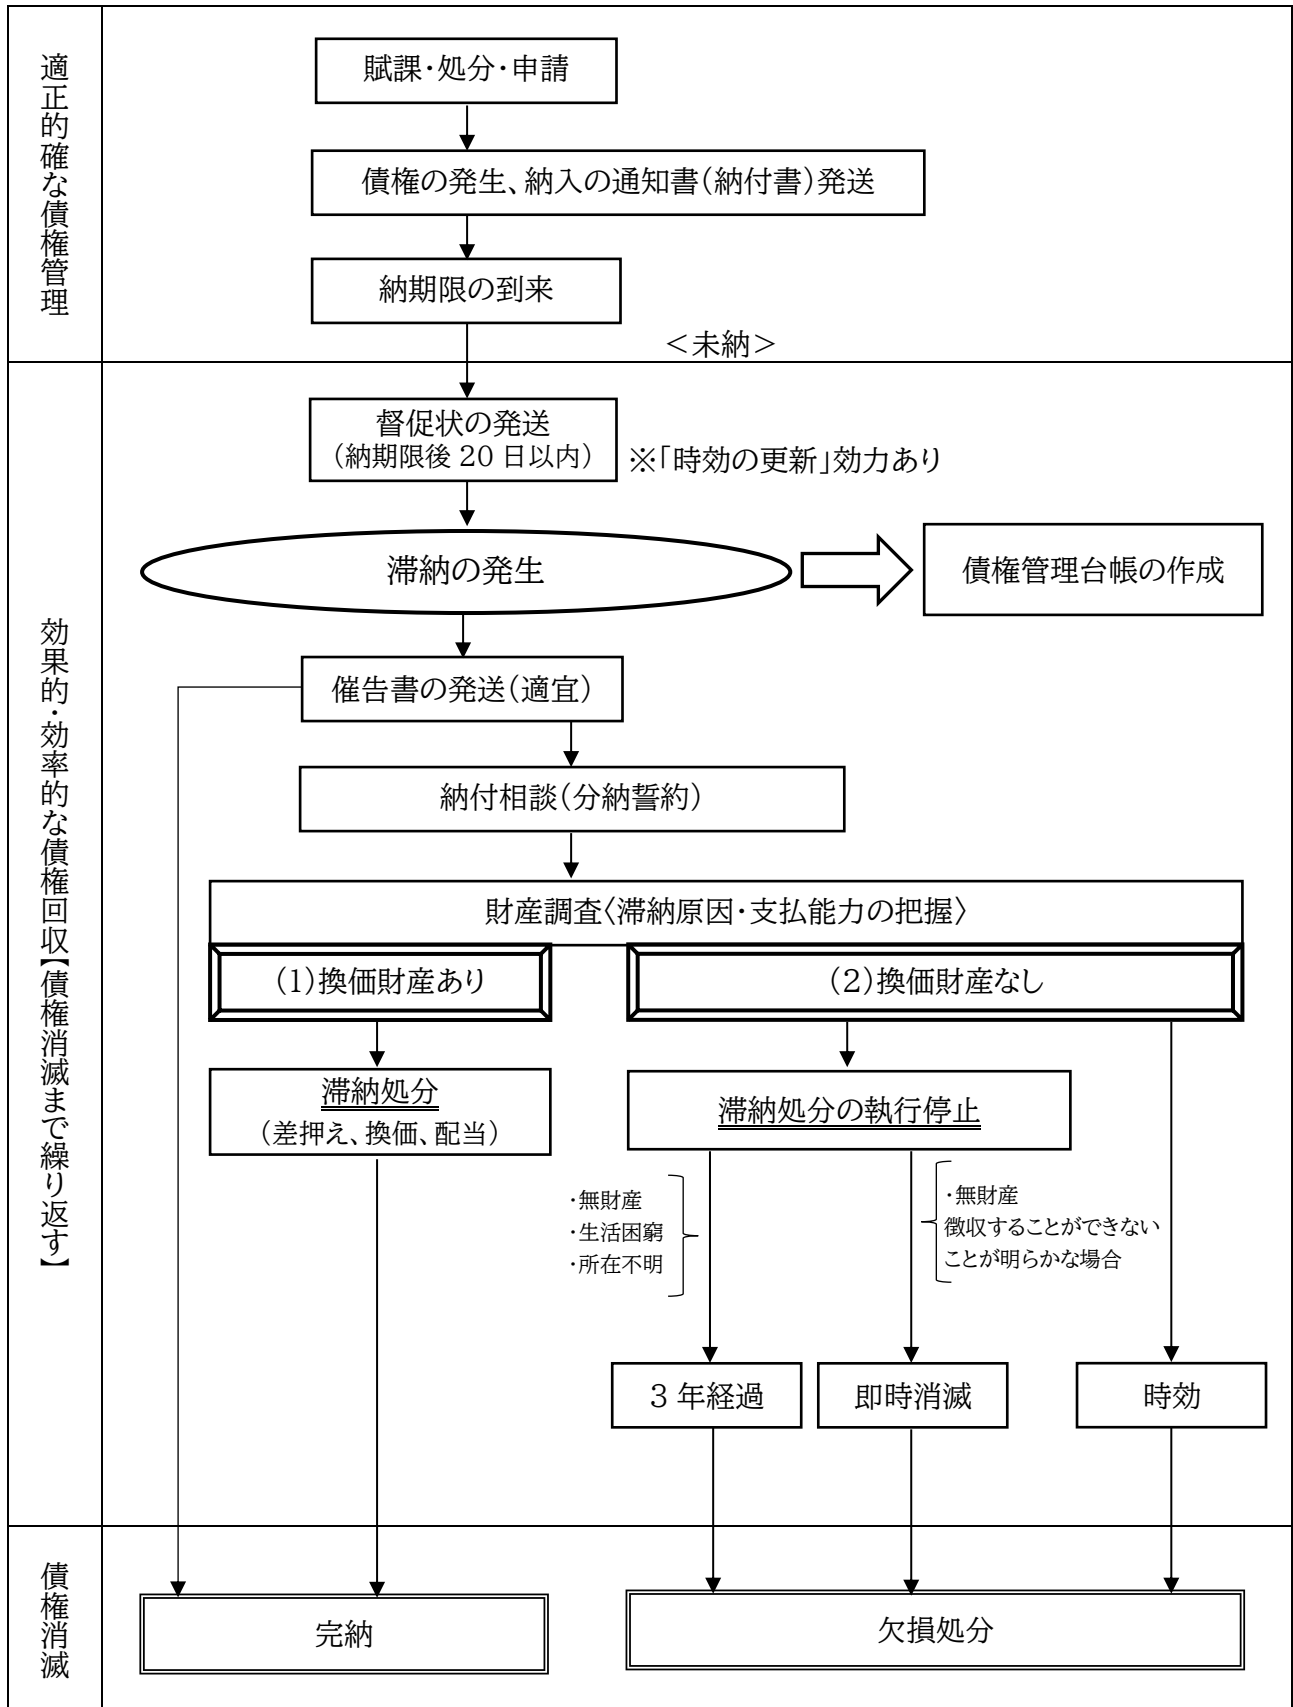 適正的確な債権管理
賦課・処分・申請
債権の発生、納入の通知書（納付書）発送
納期限の到来
＜未納＞
効果的・効率的な債権回収【債権消滅まで繰り返す】
督促状の発送
（納期限後 20 日以内）
※「時効の更新」効力あり
滞納の発生
債権管理台帳の作成
催告書の発送（適宜）
納付相談（分納誓約）
財産調査〈滞納原因・支払能力の把握〉
（1）換価財産あり
（2）換価財産なし
滞納処分
（差押え、換価、配当）
滞納処分の執行停止
・無財産
・生活困窮
・所在不明
・無財産
徴収することができない
ことが明らかな場合
3 年経過
即時消滅
時効
債権消滅
完納
欠損処分